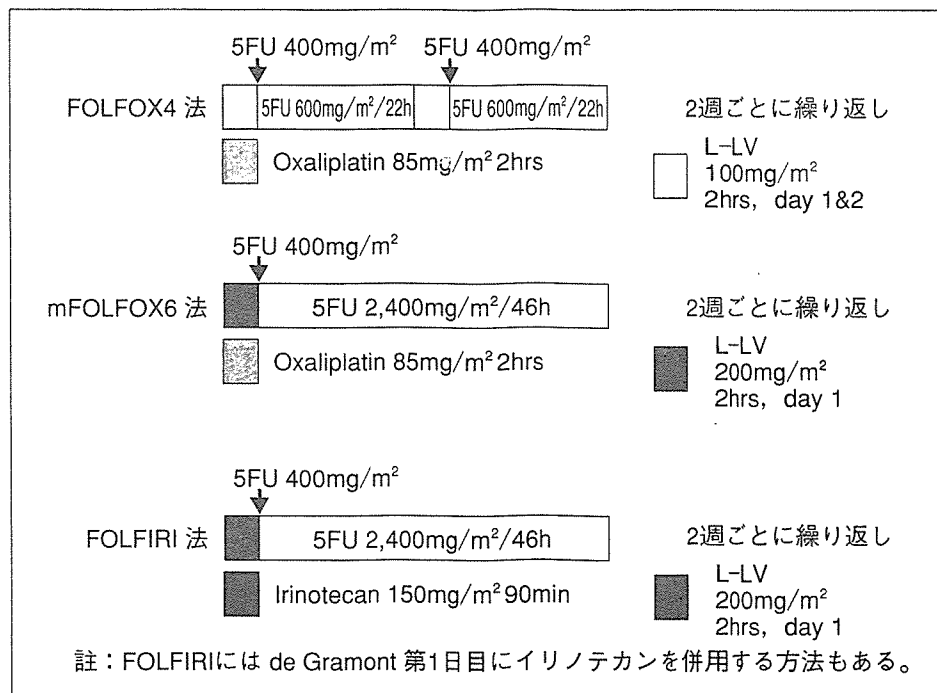 5FU 400mg/m² 5FU 400mg/m²
FOLFOX4 法 5FU 600mg/m²/22h 5FU 600mg/m²/22h 2週ごとに繰り返し
Oxaliplatin 85mg/m² 2hrs
L-LV
100mg/m²
2hrs, day 1&2
5FU 400mg/m²
mFOLFOX6 法 5FU 2,400mg/m²/46h 2週ごとに繰り返し
Oxaliplatin 85mg/m² 2hrs
L-LV
200mg/m²
2hrs, day 1
5FU 400mg/m²
FOLFIRI 法 5FU 2,400mg/m²/46h 2週ごとに繰り返し
Irinotecan 150mg/m² 90min
L-LV
200mg/m²
2hrs, day 1
註：FOLFIRIには de Gramont 第1日目にイリノテカンを併用する方法もある。